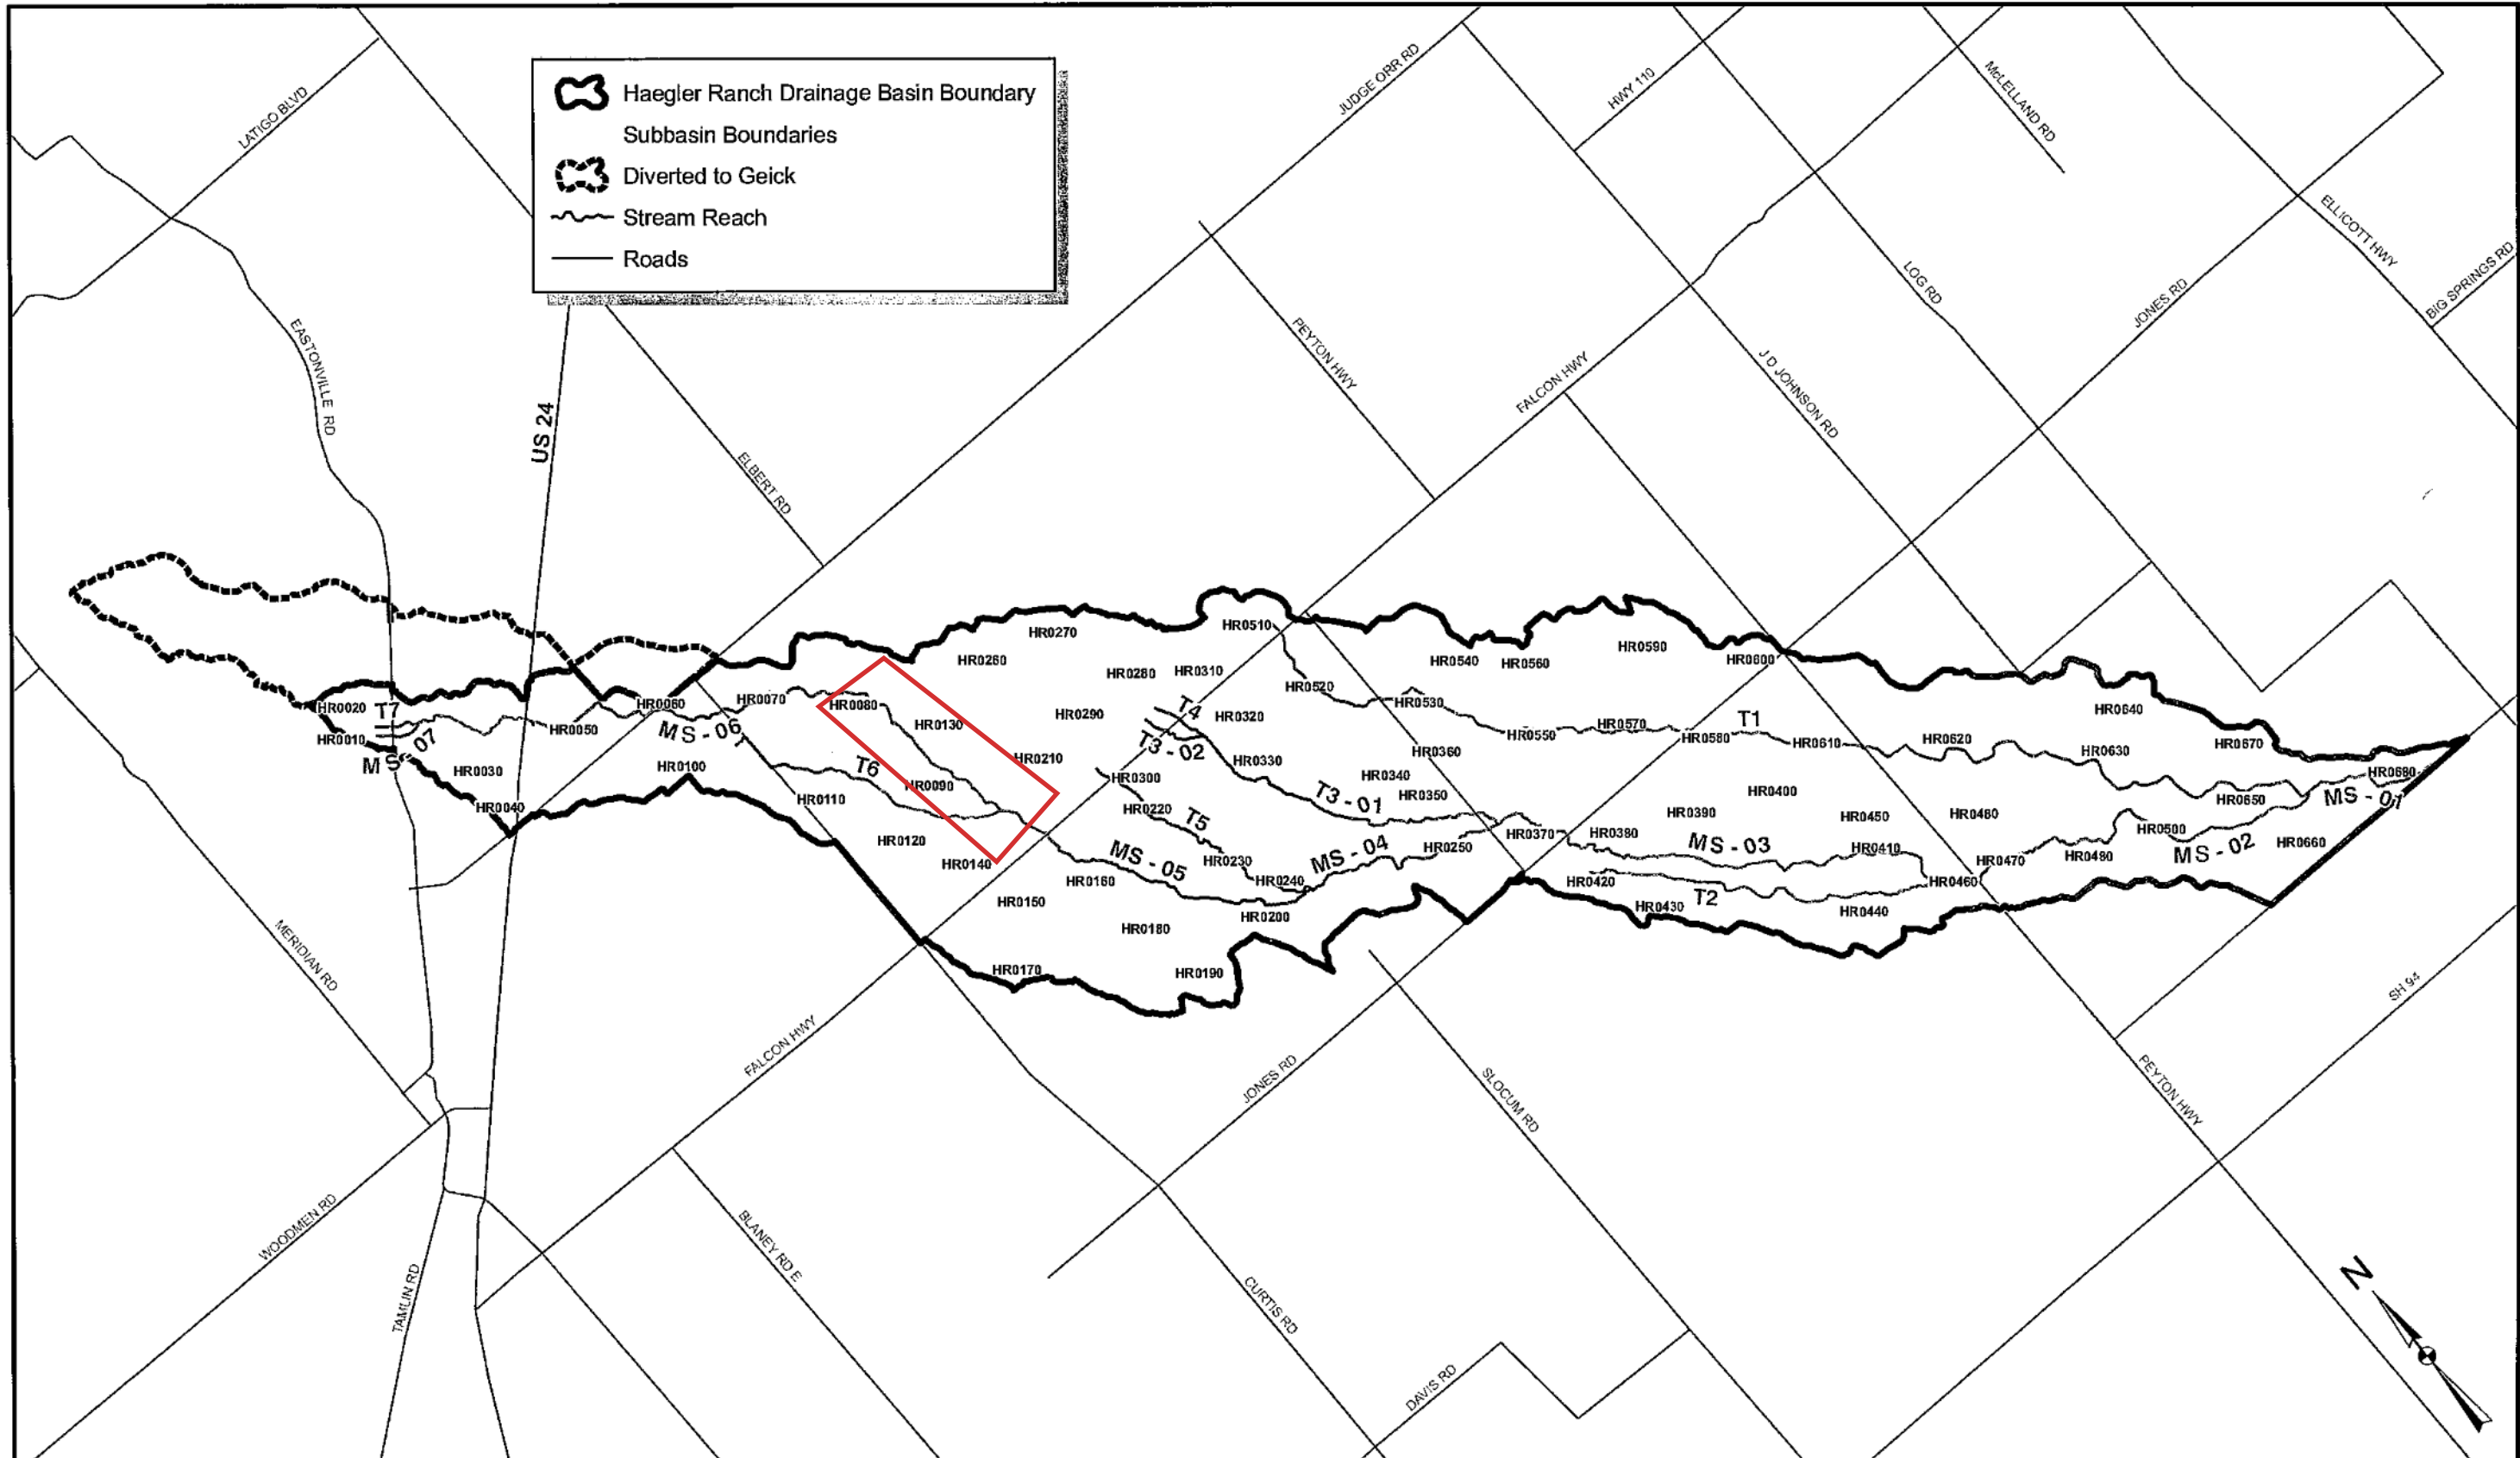 Haegler Ranch Drainage Basin Boundary
Subbasin Boundaries
Diverted to Geick
Stream Reach
Roads
LATIGO BLVD
EASTONVILLE RD
US 24
ELBERT RD
JUDGE ORR RD
HWY 110
McLELLAND RD
ELLICOTT HWY
BIG SPRINGS RD
LOG RD
JONES RD
PEYTON HWY
FALCON HWY
J D JOHNSON RD
HR0020
T7
HR0010
MS
07
HR0030
HR0040
HR0050
HR0060
MS - 06
HR0070
HR0100
HR0080
HR0130
T6
HR0090
HR0110
HR0120
HR0140
HR0150
HR0160
HR0170
HR0180
HR0190
HR0200
HR0210
HR0260
HR0270
HR0280
HR0290
HR0310
HR0300
HR0220
T5
HR0230
HR0240
MS - 05
MS - 04
HR0250
T4
T3 - 02
HR0320
HR0330
T3 - 01
HR0340
HR0350
HR0360
HR0370
HR0380
HR0510
HR0520
HR0530
HR0540
HR0560
HR0550
HR0570
HR0580
HR0590
HR0600
T1
HR0610
HR0620
HR0630
HR0640
HR0670
HR0680
HR0650
MS - 01
HR0390
HR0400
HR0450
HR0480
MS - 03
HR0410
HR0420
HR0430
T2
HR0440
HR0460
HR0470
HR0480
HR0500
MS - 02
HR0660
MERIDIAN RD
WOODMEN RD
TAMLIN RD
FALCON HWY
BLANEY RD E
JONES RD
CURTIS RD
SLOCUM RD
DAVIS RD
PEYTON HWY
SH 94
N